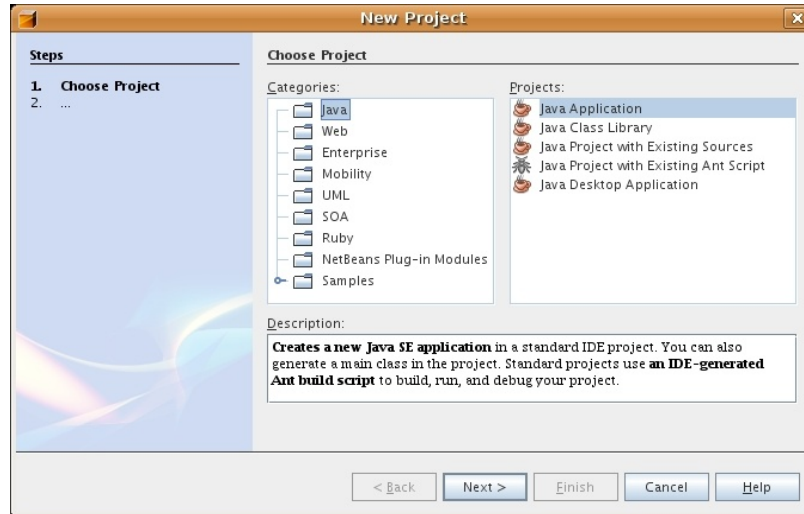 New Project
Steps
1. Choose Project
2. ...
Choose Project
Categories:
Java
Web
Enterprise
Mobility
UML
SOA
Ruby
NetBeans Plug-in Modules
Samples
Projects:
Java Application
Java Class Library
Java Project with Existing Sources
Java Project with Existing Ant Script
Java Desktop Application
Description:
Creates a new Java SE application in a standard IDE project. You can also
generate a main class in the project. Standard projects use an IDE-generated
Ant build script to build, run, and debug your project.
< Back
Next >
Finish
Cancel
Help